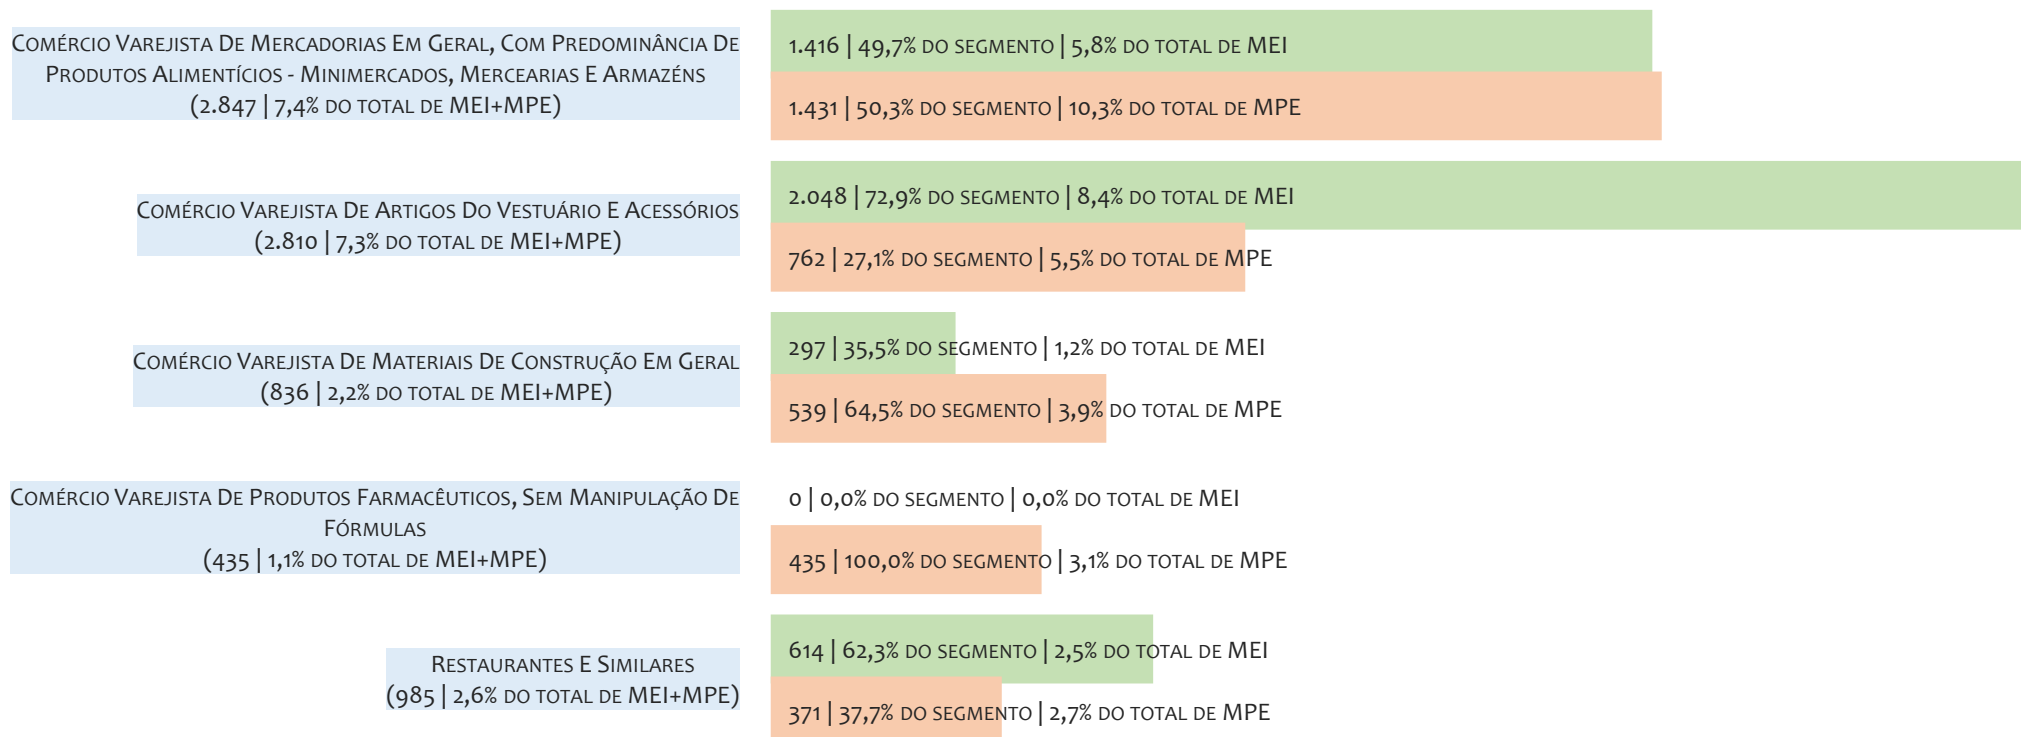 Comércio Varejista De Mercadorias Em Geral, Com Predominância De
Produtos Alimentícios - Minimercados, Mercearias E Armazéns
(2.847 | 7,4% do total de MEI+MPE)
1.416 | 49,7% do segmento | 5,8% do total de MEI
1.431 | 50,3% do segmento | 10,3% do total de MPE
Comércio Varejista De Artigos Do Vestuário E Acessórios
(2.810 | 7,3% do total de MEI+MPE)
2.048 | 72,9% do segmento | 8,4% do total de MEI
762 | 27,1% do segmento | 5,5% do total de MPE
Comércio Varejista De Materiais De Construção Em Geral
(836 | 2,2% do total de MEI+MPE)
297 | 35,5% do segmento | 1,2% do total de MEI
539 | 64,5% do segmento | 3,9% do total de MPE
Comércio Varejista De Produtos Farmacêuticos, Sem Manipulação De
Fórmulas
(435 | 1,1% do total de MEI+MPE)
0 | 0,0% do segmento | 0,0% do total de MEI
435 | 100,0% do segmento | 3,1% do total de MPE
Restaurantes E Similares
(985 | 2,6% do total de MEI+MPE)
614 | 62,3% do segmento | 2,5% do total de MEI
371 | 37,7% do segmento | 2,7% do total de MPE